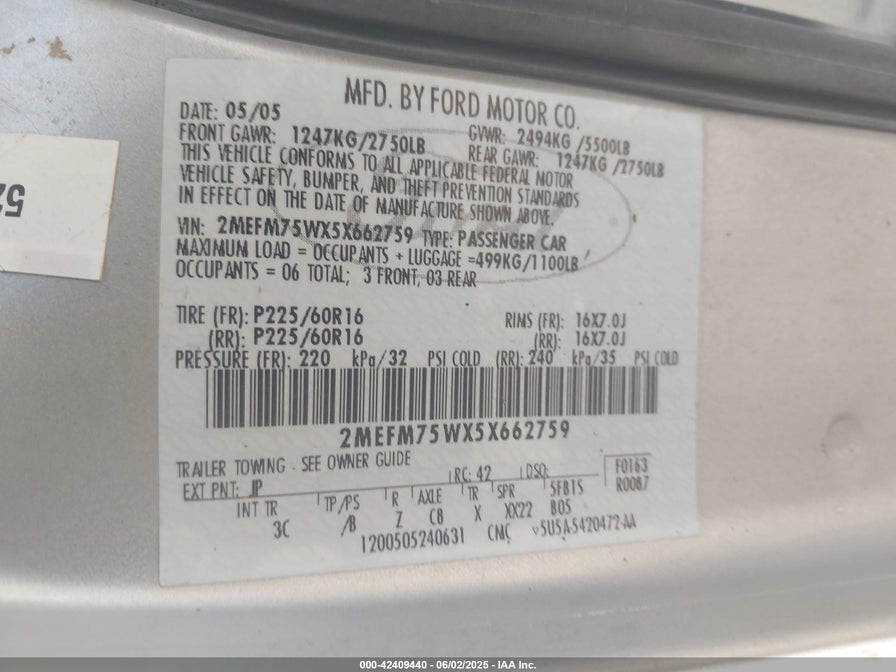 MFD. BY FORD MOTOR CO.
DATE: 05/05 GVWR: 2494KG /5500LB
FRONT GAWR: 1247KG/2750LB REAR GAWR: 1247KG /2750LB
THIS VEHICLE CONFORMS TO ALL APPLICABLE FEDERAL MOTOR
VEHICLE SAFETY, BUMPER, AND THEFT PREVENTION STANDARDS
IN EFFECT ON THE DATE OF MANUFACTURE SHOWN ABOVE.
VIN: 2MEFM75WX5X662759 TYPE: PASSENGER CAR
MAXIMUM LOAD = OCCUPANTS + LUGGAGE =499KG/1100LB
OCCUPANTS = 06 TOTAL; 3 FRONT, 03 REAR
TIRE (FR): P225/60R16 RIMS (FR): 16X7.0J
(RR): P225/60R16 (RR): 16X7.0J
PRESSURE (FR): 220 kPa/32 PSI COLD (RR): 240 kPa/35 PSI COLD
2MEFM75WX5X662759
TRAILER TOWING - SEE OWNER GUIDE
EXT PNT: JP RC: 42 DSO: F0163
R0087
INT TR TP/PS R AXLE TR SPR 5FBTS
3C /B Z C8 X XX22 B05
1200505240631 CMC ▽5U5A-5420472-AA
52
000-42409440 - 06/02/2025 - IAA Inc.